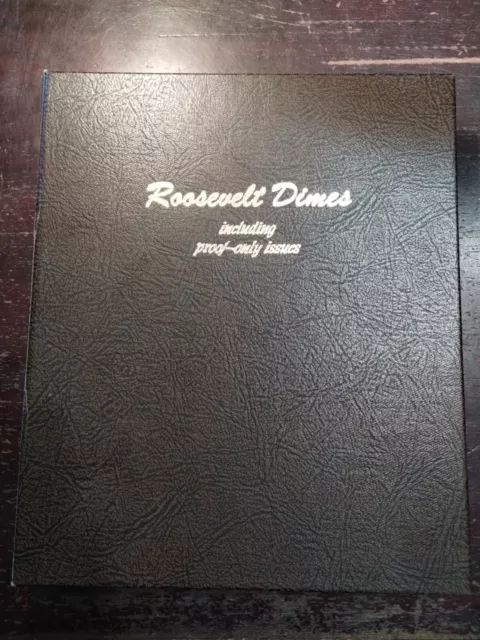 Roosevelt Dimes
including
proof-only issues